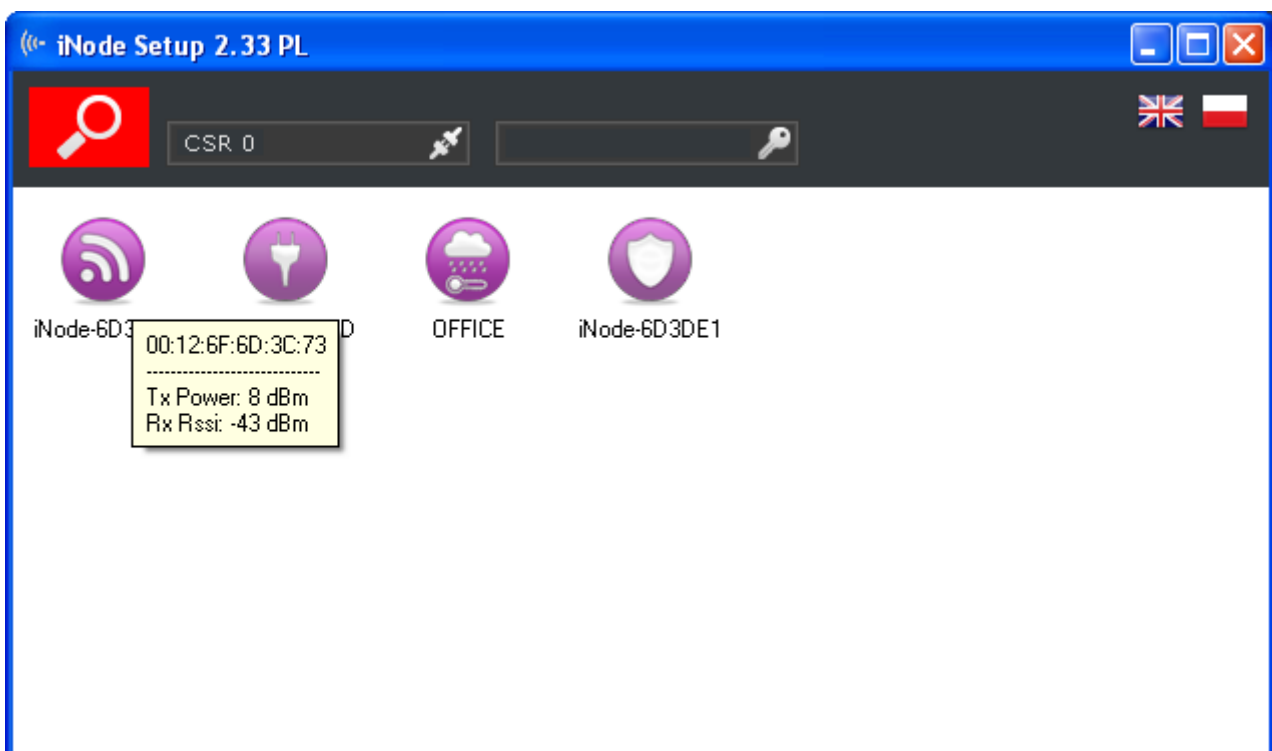 iNode Setup 2.33 PL
CSR 0
iNode-6D3
D
OFFICE
iNode-6D3DE1
00:12:6F:6D:3C:73
----------------------------
Tx Power: 8 dBm
Rx Rssi: -43 dBm